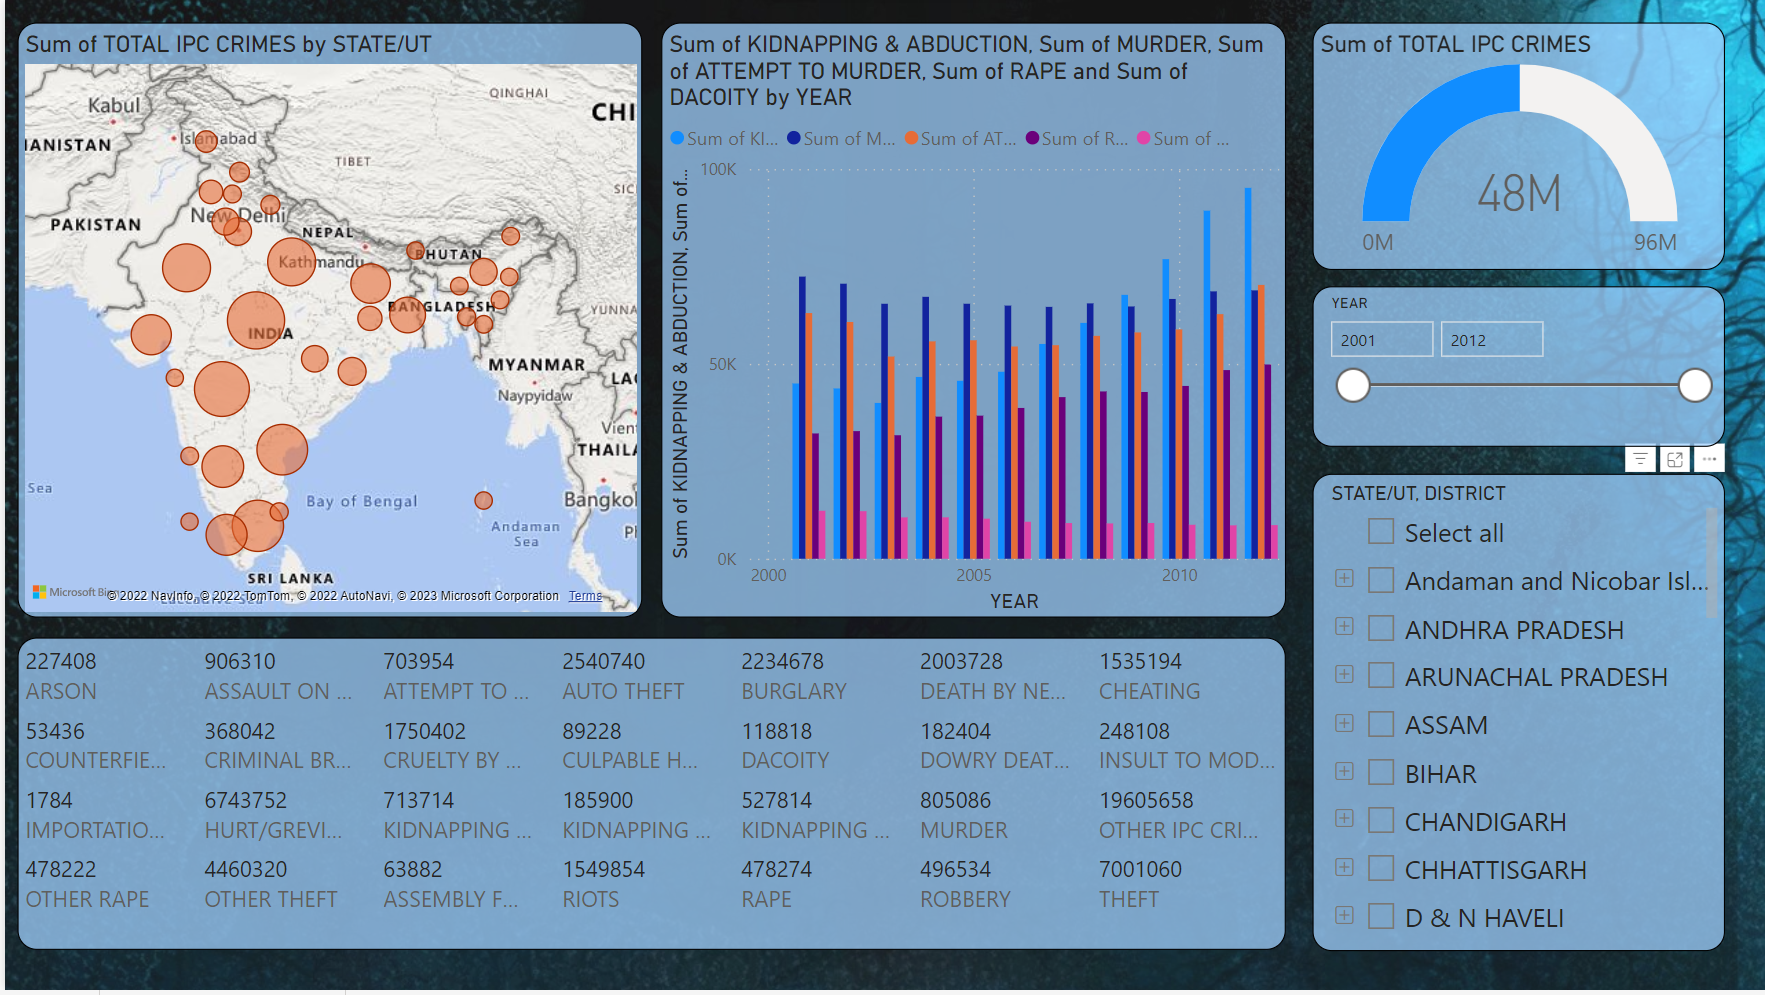 Sum of TOTAL IPC CRIMES by STATE/UT
Kabul
QINGHAI
CHI
Islamabad
ANISTAN
TIBET
SIC
New Delhi
PAKISTAN
NEPAL
BHUTAN
Kathmandu
BANGLADESH
YUNNA
INDIA
MYANMAR
LAO
Naypyidaw
Vient
THAILA
Sea
Bay of Bengal
Bangkol
Andaman
Sea
SRI LANKA
Microsoft Bi
© 2022 NavInfo, © 2022 TomTom, © 2022 AutoNavi, © 2023 Microsoft Corporation Terms
Laccadive Sea
Sum of KIDNAPPING & ABDUCTION, Sum of MURDER, Sum
of ATTEMPT TO MURDER, Sum of RAPE and Sum of
DACOITY by YEAR
Sum of KI... Sum of M... Sum of AT... Sum of R... Sum of ...
Sum of KIDNAPPING & ABDUCTION, Sum of...
100K
50K
0K
2000 2005 2010
YEAR
Sum of TOTAL IPC CRIMES
48M
0M 96M
YEAR
2001 2012
STATE/UT, DISTRICT
Select all
Andaman and Nicobar Isl...
ANDHRA PRADESH
ARUNACHAL PRADESH
ASSAM
BIHAR
CHANDIGARH
CHHATTISGARH
D & N HAVELI
227408 906310 703954 2540740 2234678 2003728 1535194
ARSON ASSAULT ON ... ATTEMPT TO ... AUTO THEFT BURGLARY DEATH BY NE... CHEATING
53436 368042 1750402 89228 118818 182404 248108
COUNTERFIE... CRIMINAL BR... CRUELTY BY ... CULPABLE H... DACOITY DOWRY DEAT... INSULT TO MOD...
1784 6743752 713714 185900 527814 805086 19605658
IMPORTATIO... HURT/GREVI... KIDNAPPING ... KIDNAPPING ... KIDNAPPING ... MURDER OTHER IPC CRI...
478222 4460320 63882 1549854 478274 496534 7001060
OTHER RAPE OTHER THEFT ASSEMBLY F... RIOTS RAPE ROBBERY THEFT